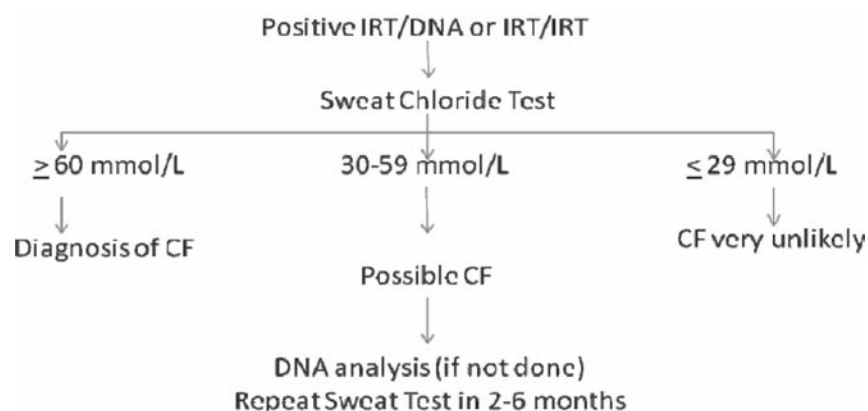 Positive IRT/DNA or IRT/IRT
Sweat Chloride Test
≥ 60 mmol/L
30-59 mmol/L
≤ 29 mmol/L
Diagnosis of CF
CF very unlikely
Possible CF
DNA analysis (if not done)
Repeat Sweat Test in 2-6 months